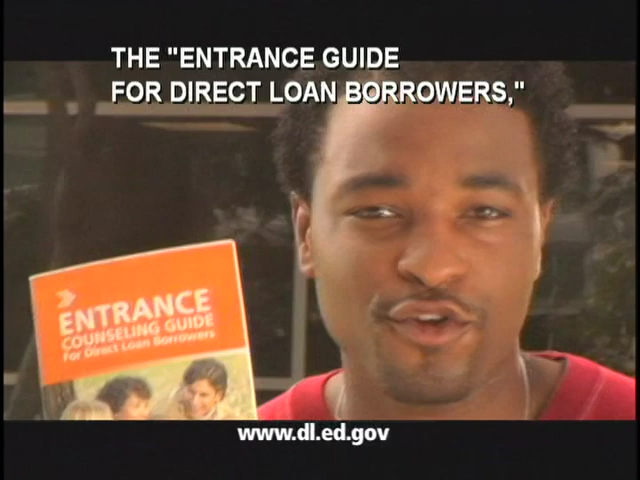 THE "ENTRANCE GUIDE
FOR DIRECT LOAN BORROWERS,"
ENTRANCE
COUNSELING GUIDE
For Direct Loan Borrowers
www.dl.ed.gov